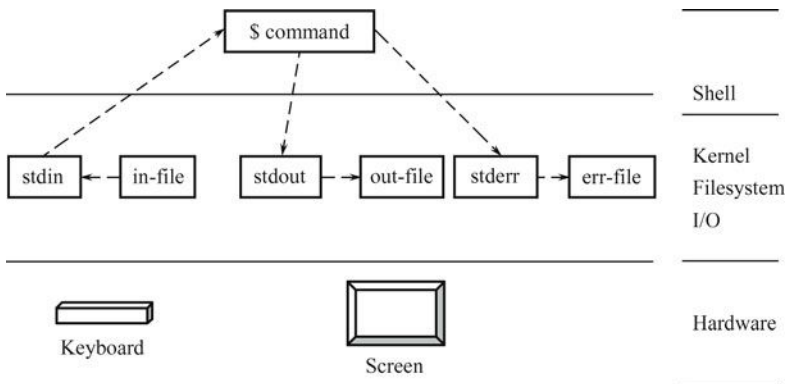 $ command
Shell
stdin
in-file
stdout
out-file
stderr
err-file
Kernel
Filesystem
I/O
Keyboard
Screen
Hardware